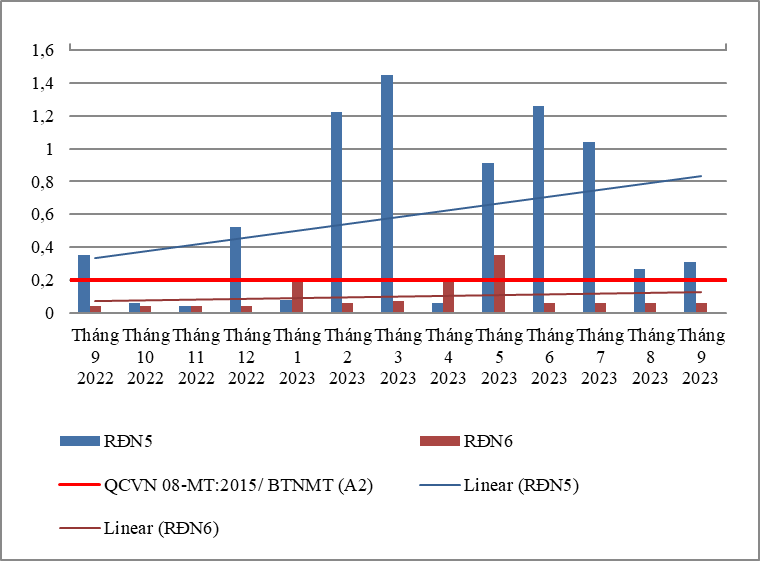 1,6
1,4
1,2
1
0,8
0,6
0,4
0,2
0
Tháng Tháng Tháng Tháng Tháng Tháng Tháng Tháng Tháng Tháng Tháng Tháng Tháng
9 10 11 12 1 2 3 4 5 6 7 8 9
2022 2022 2022 2022 2023 2023 2023 2023 2023 2023 2023 2023 2023
RĐN5 RĐN6
QCVN 08-MT:2015/ BTNMT (A2) Linear (RĐN5)
Linear (RĐN6)